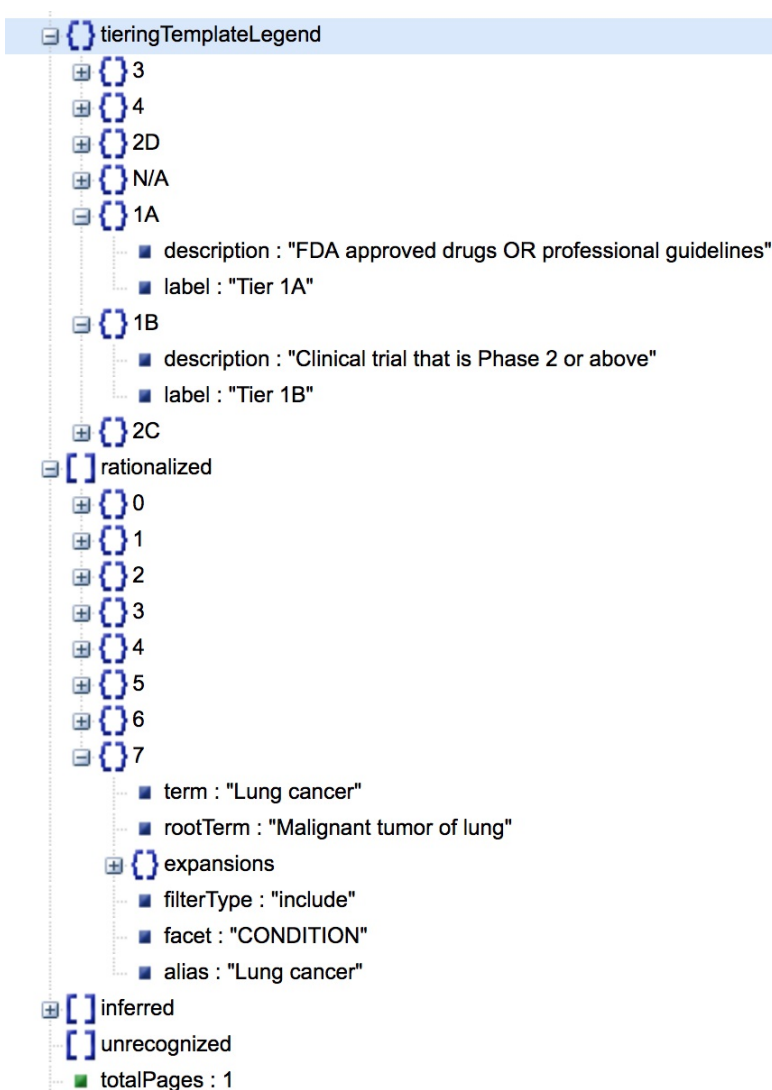 tieringTemplateLegend
3
4
2D
N/A
1A
description : "FDA approved drugs OR professional guidelines"
label : "Tier 1A"
1B
description : "Clinical trial that is Phase 2 or above"
label : "Tier 1B"
2C
rationalized
0
1
2
3
4
5
6
7
term : "Lung cancer"
rootTerm : "Malignant tumor of lung"
expansions
filterType : "include"
facet : "CONDITION"
alias : "Lung cancer"
inferred
unrecognized
totalPages : 1